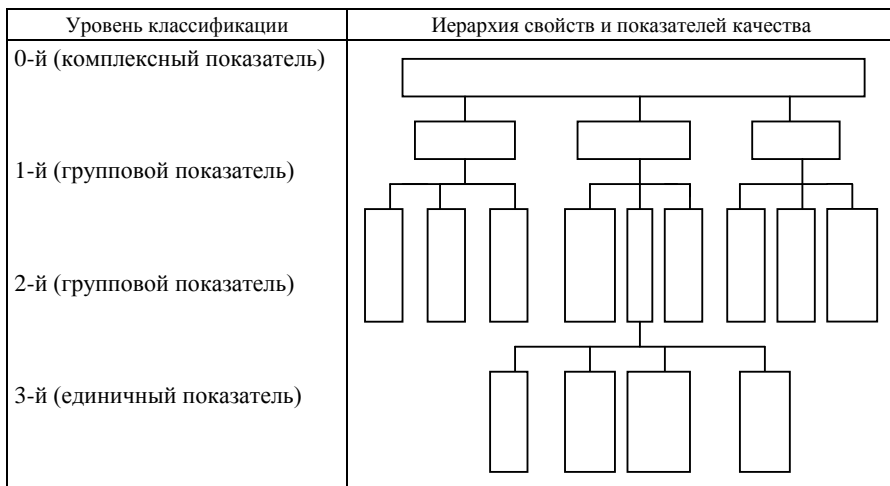 Уровень классификации
Иерархия свойств и показателей качества
0-й (комплексный показатель)
1-й (групповой показатель)
2-й (групповой показатель)
3-й (единичный показатель)